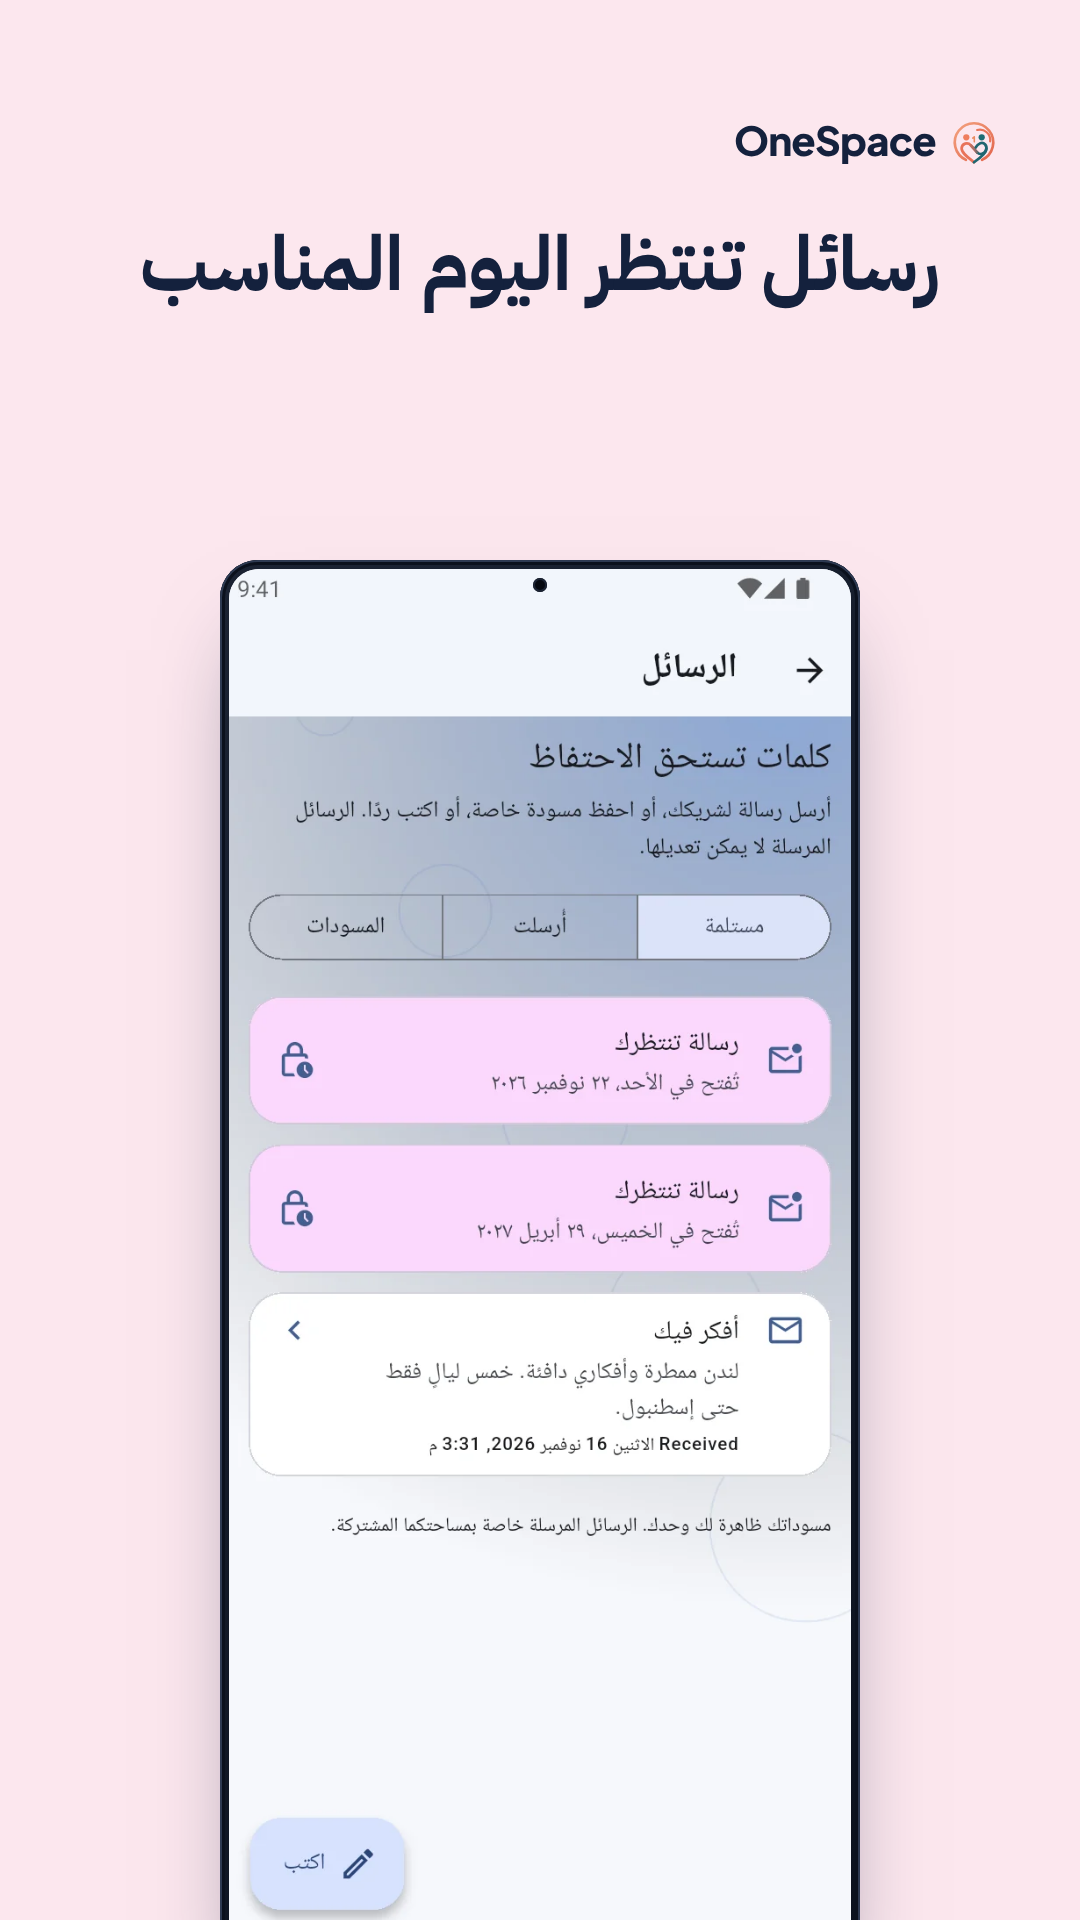 OneSpace
رسائل تنتظر اليوم المناسب
9:41
الرسائل
كلمات تستحق الاحتفاظ
أرسل رسالة لشريكك، أو احفظ مسودة خاصة، أو اكتب ردًا. الرسائل
المرسلة لا يمكن تعديلها.
مستلمة
أُرسلت
المسودات
رسالة تنتظرك
تُفتح في الأحد، ٢٢ نوفمبر ٢٠٢٦
رسالة تنتظرك
تُفتح في الخميس، ٢٩ أبريل ٢٠٢٧
أفكر فيك
لندن ممطرة وأفكاري دافئة. خمس ليالٍ فقط
حتى إسطنبول.
Received الاثنين 16 نوفمبر 2026, 3:31 م
مسوداتك ظاهرة لك وحدك. الرسائل المرسلة خاصة بمساحتكما المشتركة.
اكتب